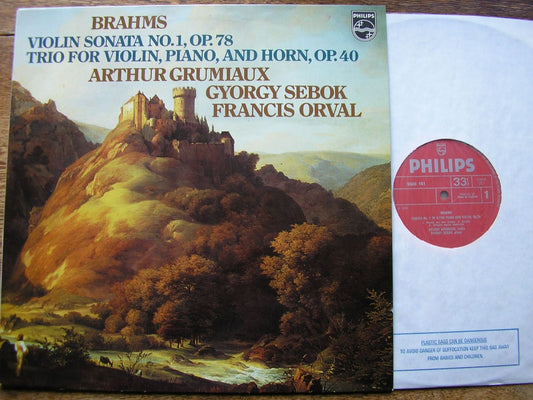 BRAHMS
VIOLIN SONATA NO.1, OP. 78
TRIO FOR VIOLIN, PIANO, AND HORN, OP. 40
ARTHUR GRUMIAUX
GYORGY SEBOK
FRANCIS ORVAL
PHILIPS
PHILIPS
33⅓
1
PLASTIC BAGS CAN BE DANGEROUS
TO AVOID DANGER OF SUFFOCATION KEEP THIS BAG AWAY
FROM BABIES AND CHILDREN.